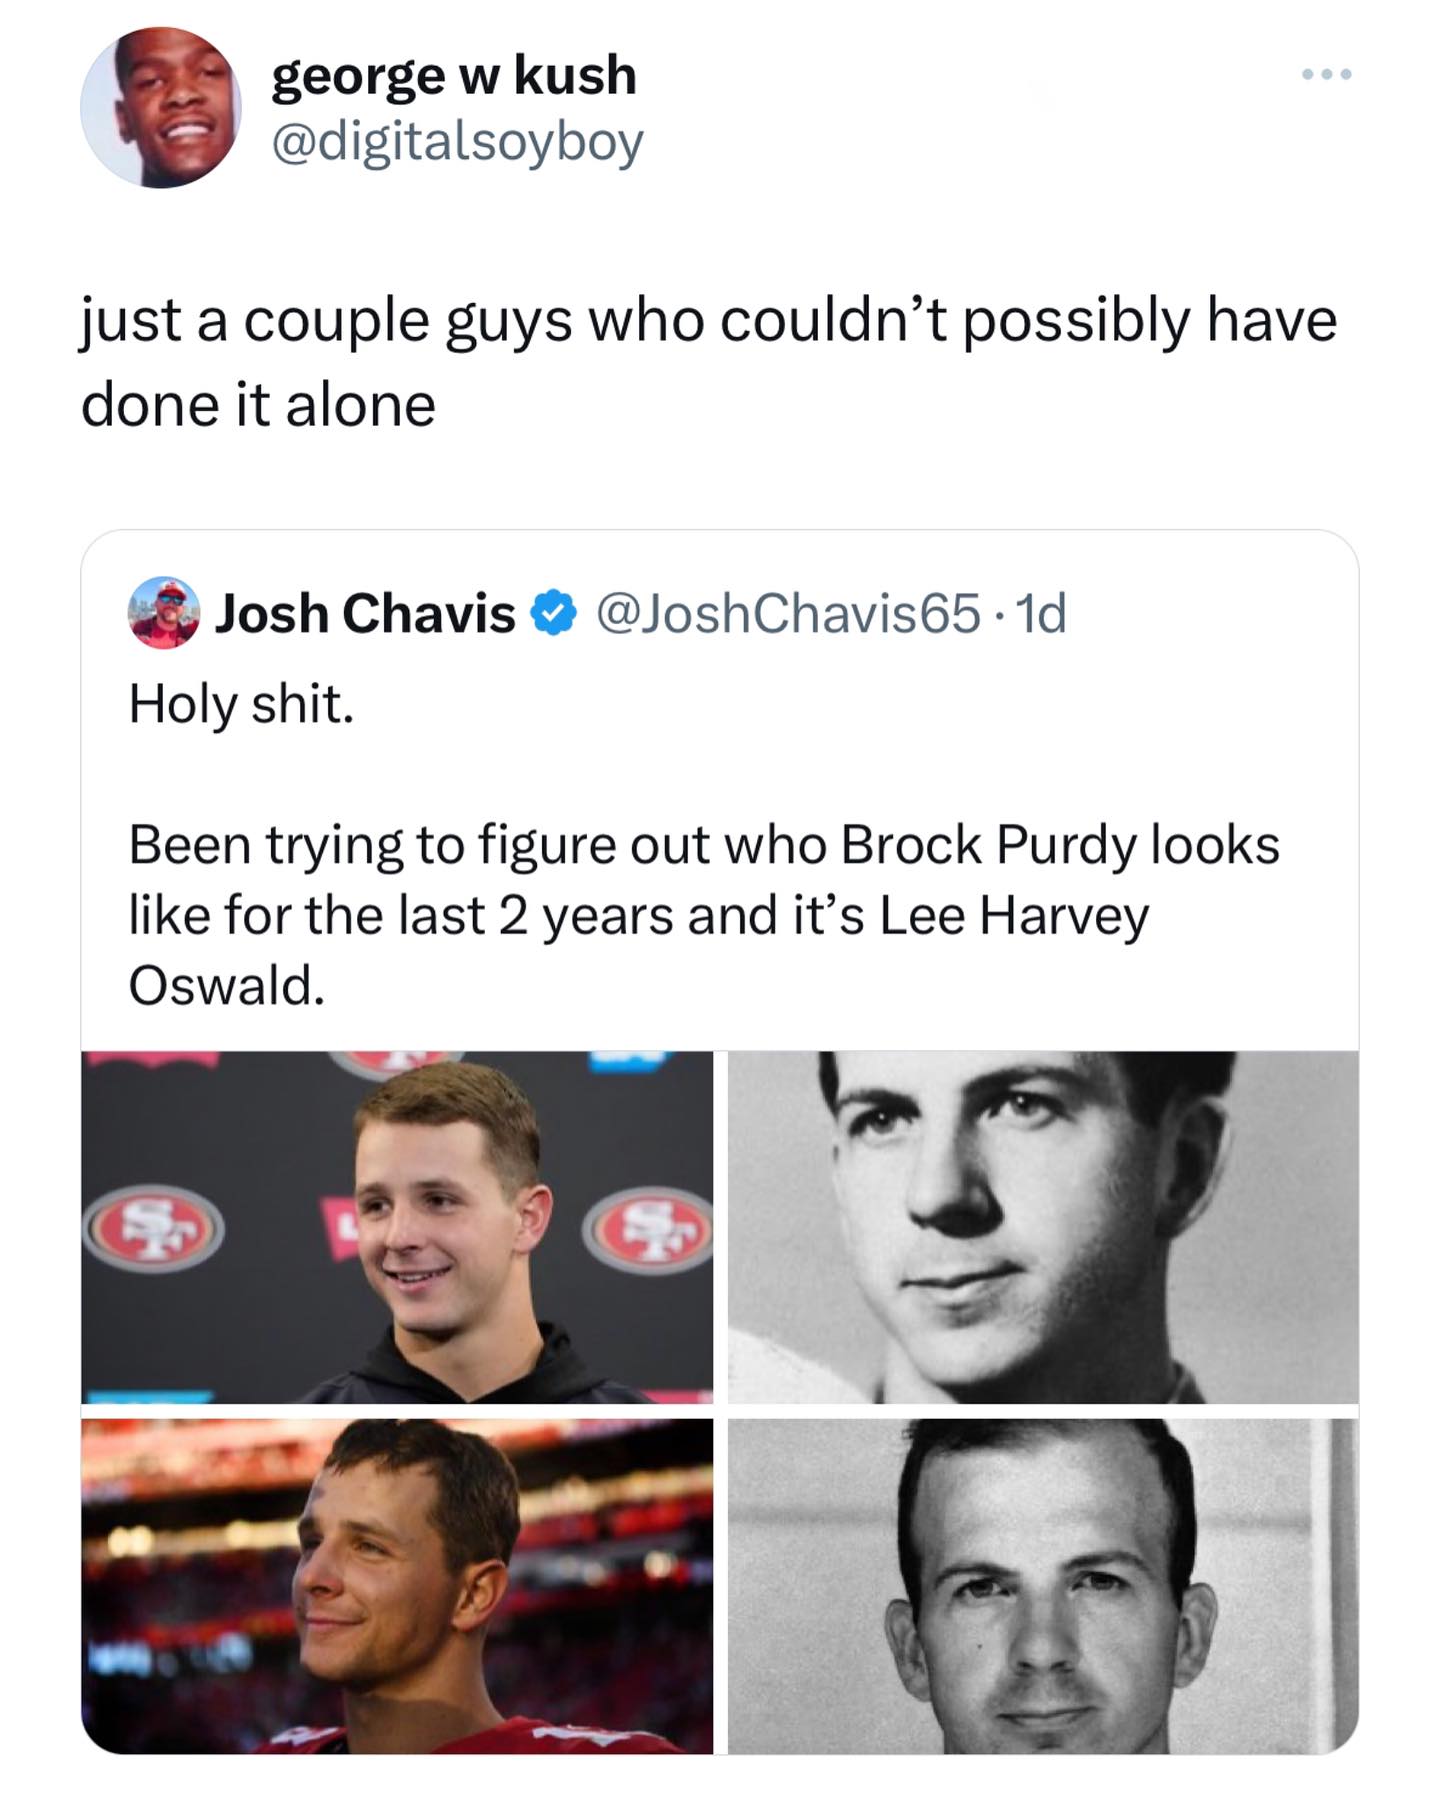 george w kush
@digitalsoyboy
just a couple guys who couldn’t possibly have
done it alone
Josh Chavis @JoshChavis65 · 1d
Holy shit.
Been trying to figure out who Brock Purdy looks
like for the last 2 years and it’s Lee Harvey
Oswald.
SF
SF